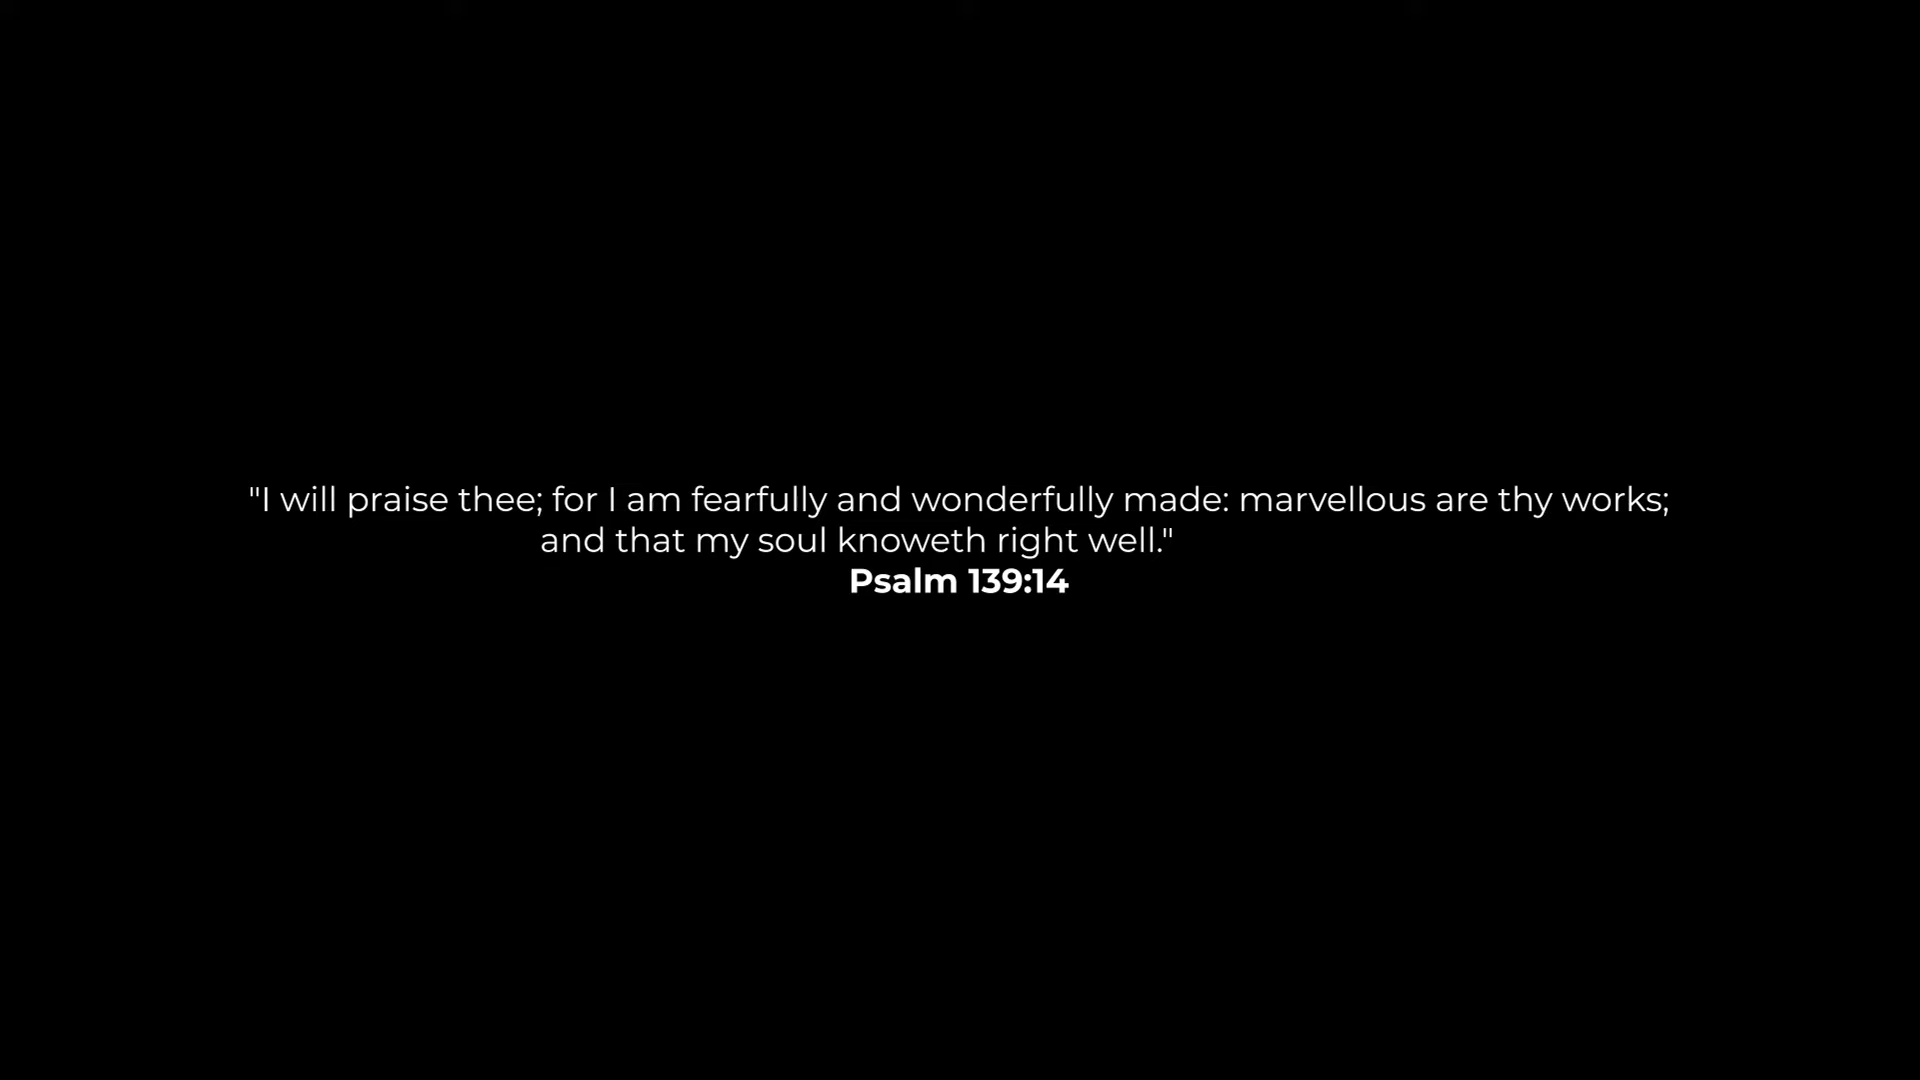 "I will praise thee; for I am fearfully and wonderfully made: marvellous are thy works;
and that my soul knoweth right well."
Psalm 139:14